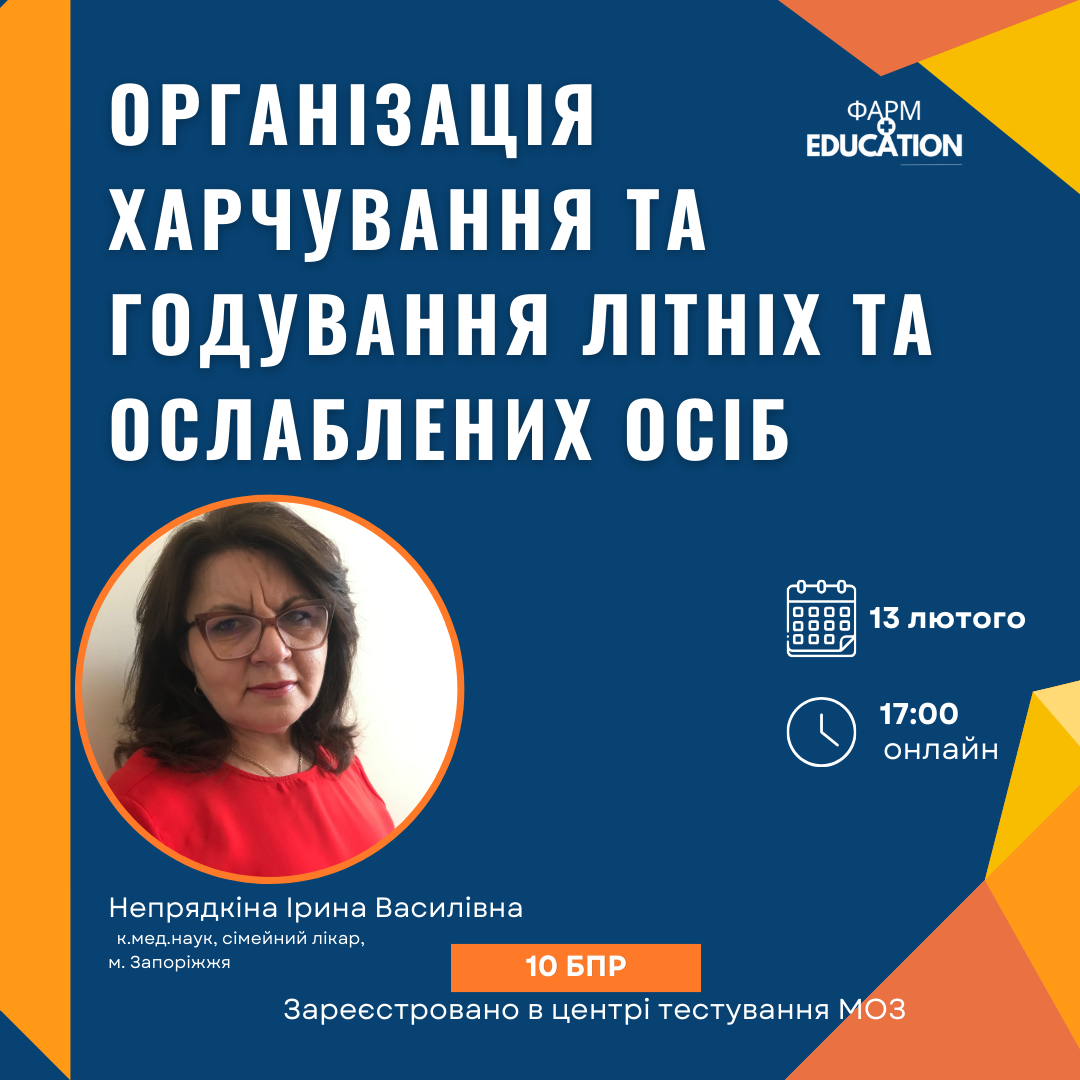 ОРГАНІЗАЦІЯ
ХАРЧУВАННЯ ТА
ГОДУВАННЯ ЛІТНІХ ТА
ОСЛАБЛЕНИХ ОСІБ
ФАРМ
EDUCATION
13 лютого
17:00
онлайн
Непрядкіна Ірина Василівна
к.мед.наук, сімейний лікар,
м. Запоріжжя
10 БПР
Зареєстровано в центрі тестування МОЗ